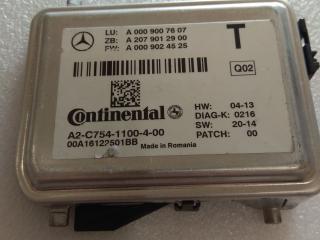 LU: A 000 900 76 07
ZB: A 207 901 29 00
FW: A 000 902 45 25
T
Q02
Continental
A2-C754-1100-4-00
00A16122501BB
Made in Romania
HW: 04-13
DIAG-K: 0216
SW: 20-14
PATCH: 00